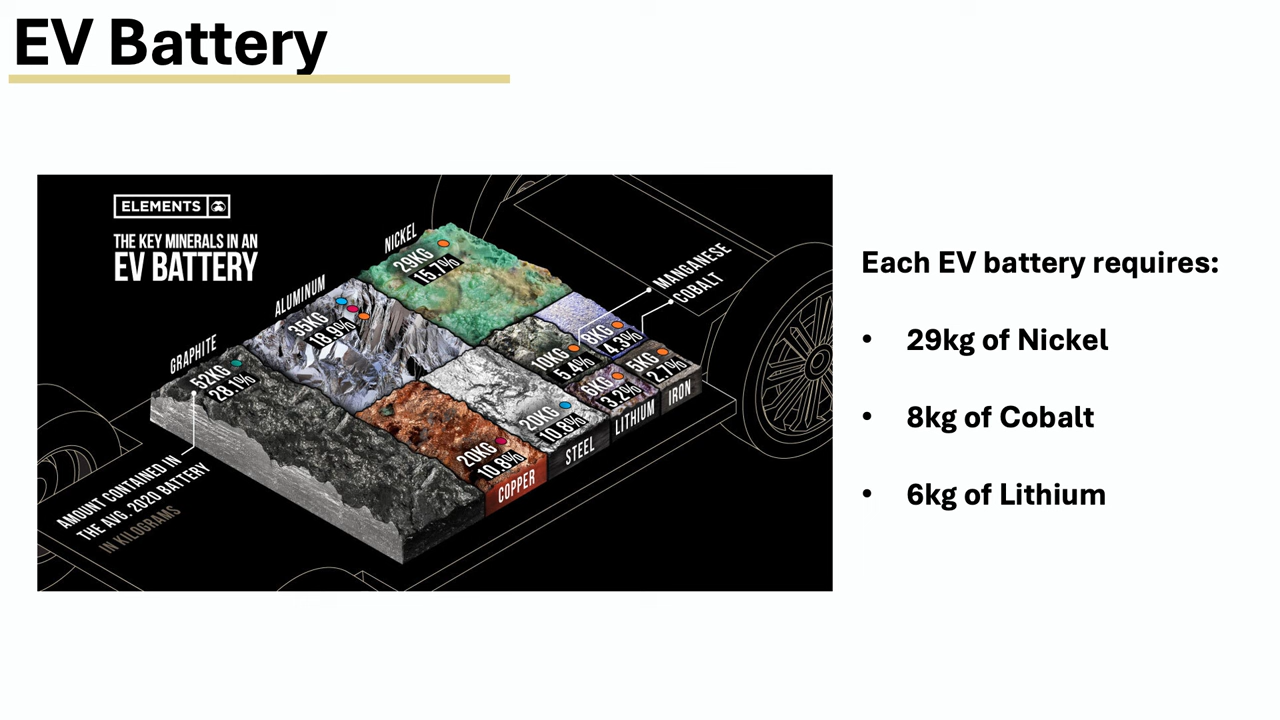 EV Battery
ELEMENTS
THE KEY MINERALS IN AN
EV BATTERY
NICKEL
29KG
15.7%
ALUMINUM
35KG
18.9%
GRAPHITE
52KG
28.1%
MANGANESE
COBALT
10KG
5.4%
8KG
4.3%
5KG
2.7%
6KG
3.2%
20KG
10.8%
20KG
10.8%
IRON
LITHIUM
STEEL
COPPER
AMOUNT CONTAINED IN
THE AVG. 2020 BATTERY
IN KILOGRAMS
Each EV battery requires:
• 29kg of Nickel
• 8kg of Cobalt
• 6kg of Lithium